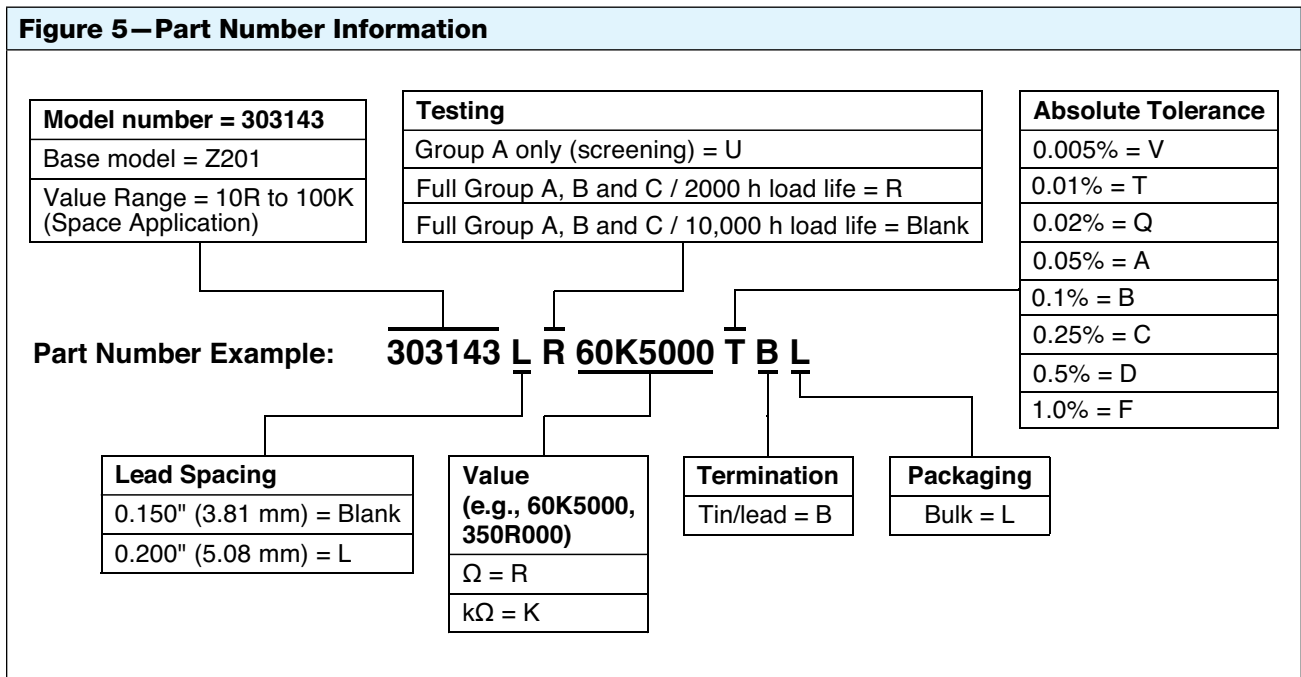 Figure 5—Part Number Information
Model number = 303143
Base model = Z201
Value Range = 10R to 100K
(Space Application)
Testing
Group A only (screening) = U
Full Group A, B and C / 2000 h load life = R
Full Group A, B and C / 10,000 h load life = Blank
Absolute Tolerance
0.005% = V
0.01% = T
0.02% = Q
0.05% = A
0.1% = B
0.25% = C
0.5% = D
1.0% = F
Part Number Example: 303143 L R 60K5000 T B L
Lead Spacing
0.150" (3.81 mm) = Blank
0.200" (5.08 mm) = L
Value
(e.g., 60K5000,
350R000)
Ω = R
kΩ = K
Termination
Tin/lead = B
Packaging
Bulk = L